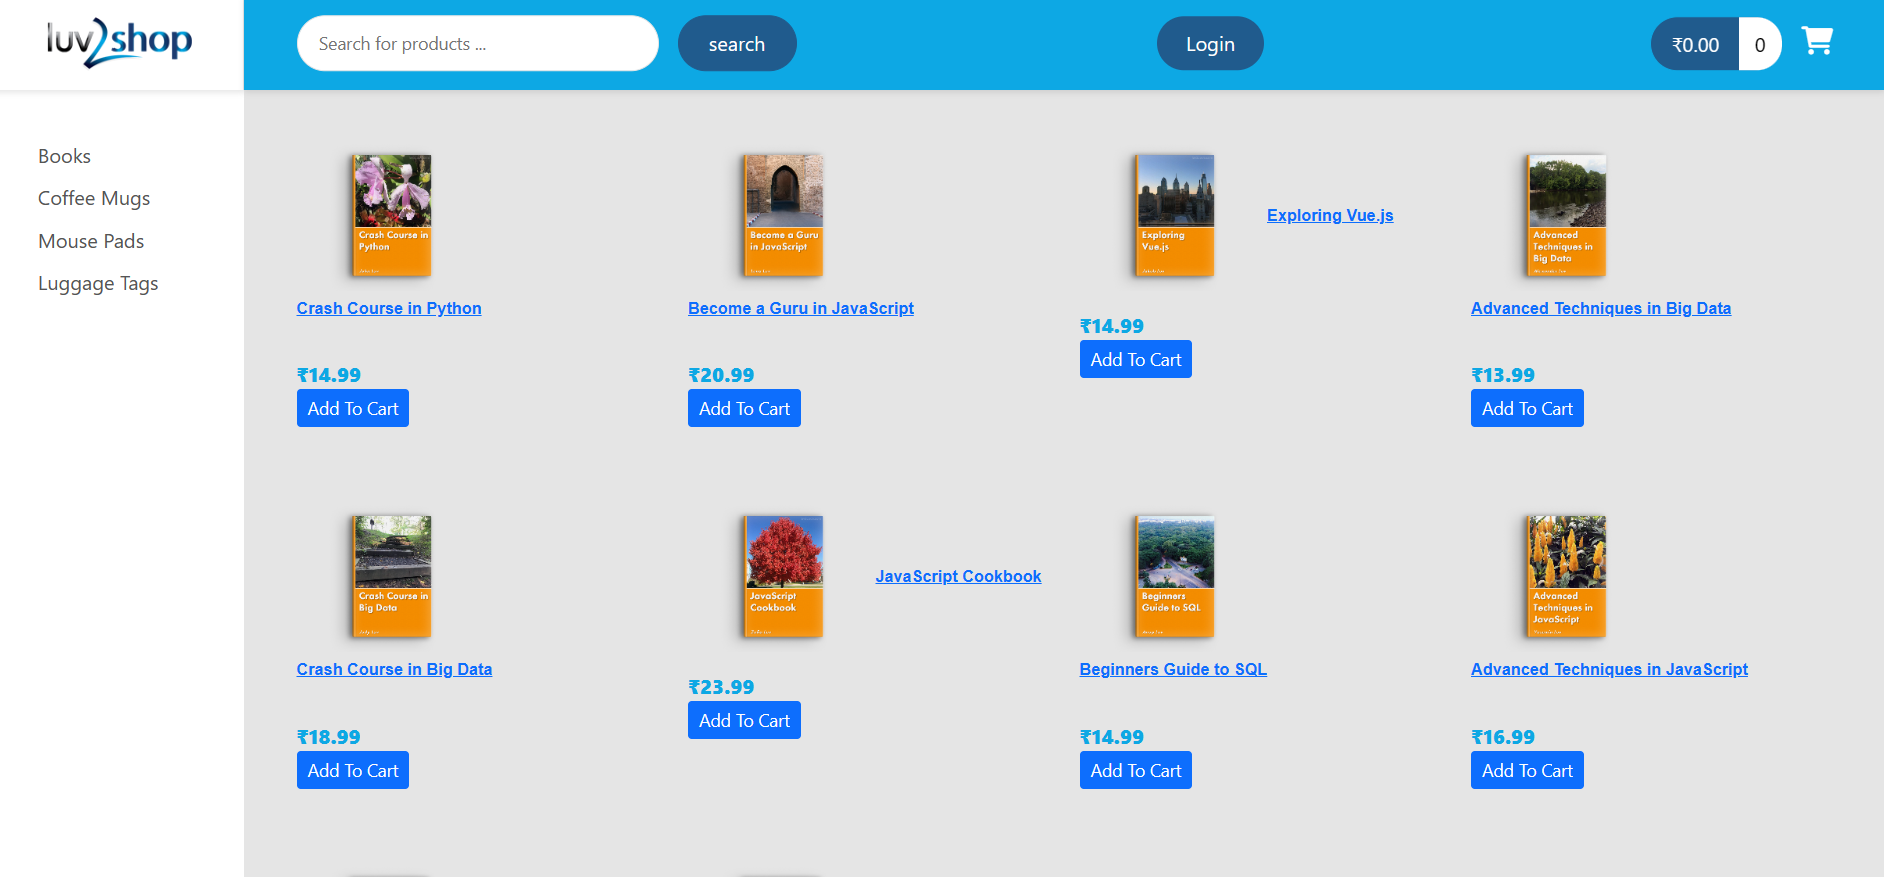 luv2shop
Search for products ...
search
Login
₹0.00
0
Books
Coffee Mugs
Mouse Pads
Luggage Tags
Crash Course in
Python
Crash Course in Python
₹14.99
Add To Cart
Become a Guru
in JavaScript
Become a Guru in JavaScript
₹20.99
Add To Cart
Exploring
Vue.js
Exploring Vue.js
₹14.99
Add To Cart
Advanced
Techniques in
Big Data
Advanced Techniques in Big Data
₹13.99
Add To Cart
Crash Course in
Big Data
Crash Course in Big Data
₹18.99
Add To Cart
JavaScript
Cookbook
JavaScript Cookbook
₹23.99
Add To Cart
Beginners
Guide to SQL
Beginners Guide to SQL
₹14.99
Add To Cart
Advanced
Techniques in
JavaScript
Advanced Techniques in JavaScript
₹16.99
Add To Cart